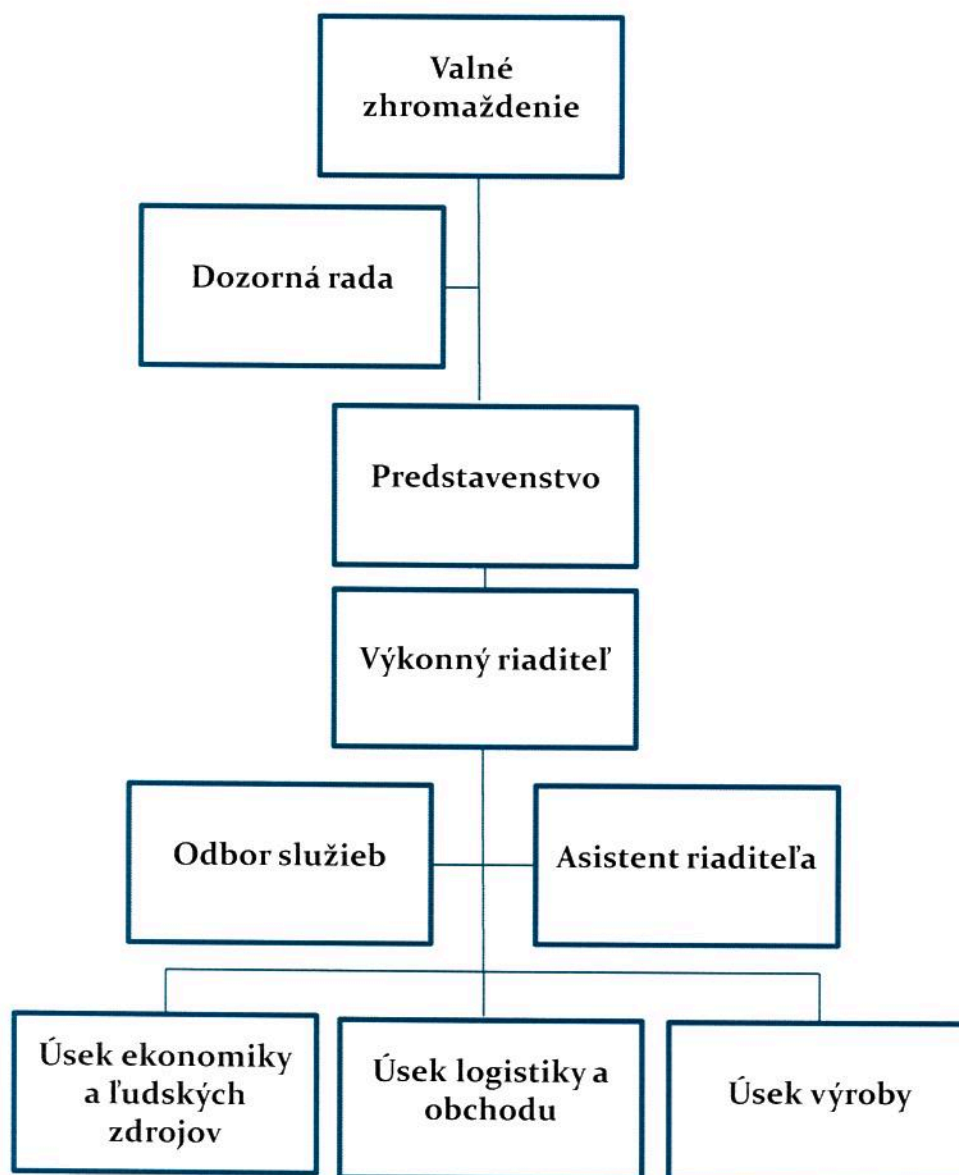 Valné
zhromaždenie
Dozorná rada
Predstavenstvo
Výkonný riaditeľ
Odbor služieb
Asistent riaditeľa
Úsek ekonomiky
a ľudských
zdrojov
Úsek logistiky a
obchodu
Úsek výroby